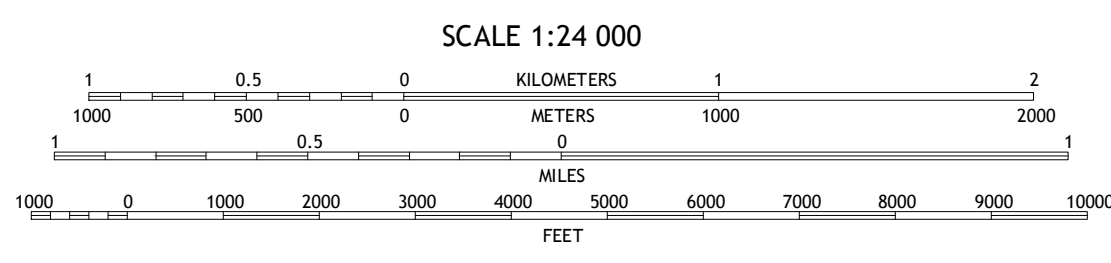 SCALE 1:24 000
1 0.5 0 KILOMETERS 1 2
1000 500 0 METERS 1000 2000
1 0.5 0 1
MILES
1000 0 1000 2000 3000 4000 5000 6000 7000 8000 9000 10000
FEET